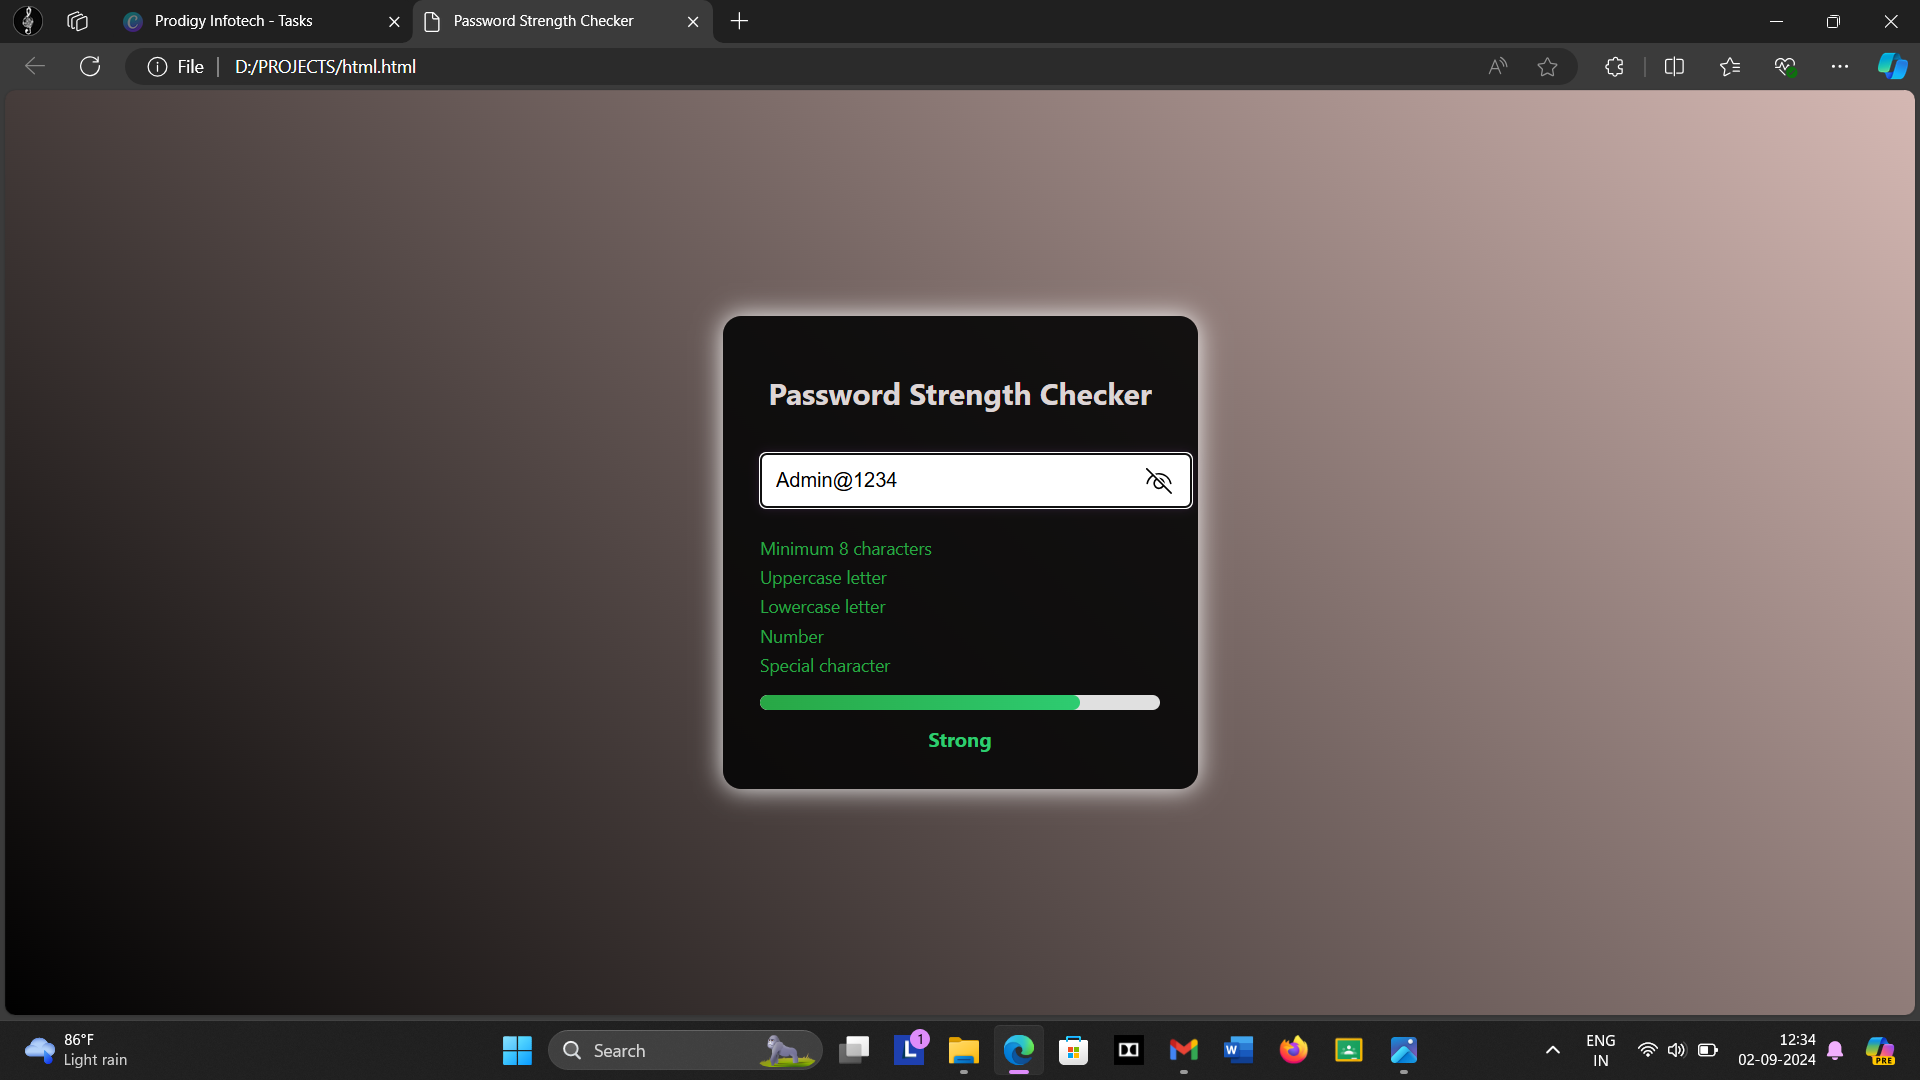 Prodigy Infotech - Tasks
Password Strength Checker
File
D:/PROJECTS/html.html
Password Strength Checker
Admin@1234
Minimum 8 characters
Uppercase letter
Lowercase letter
Number
Special character
Strong
86°F
Light rain
Search
L
1
W
ENG
IN
12:34
02-09-2024
PRE